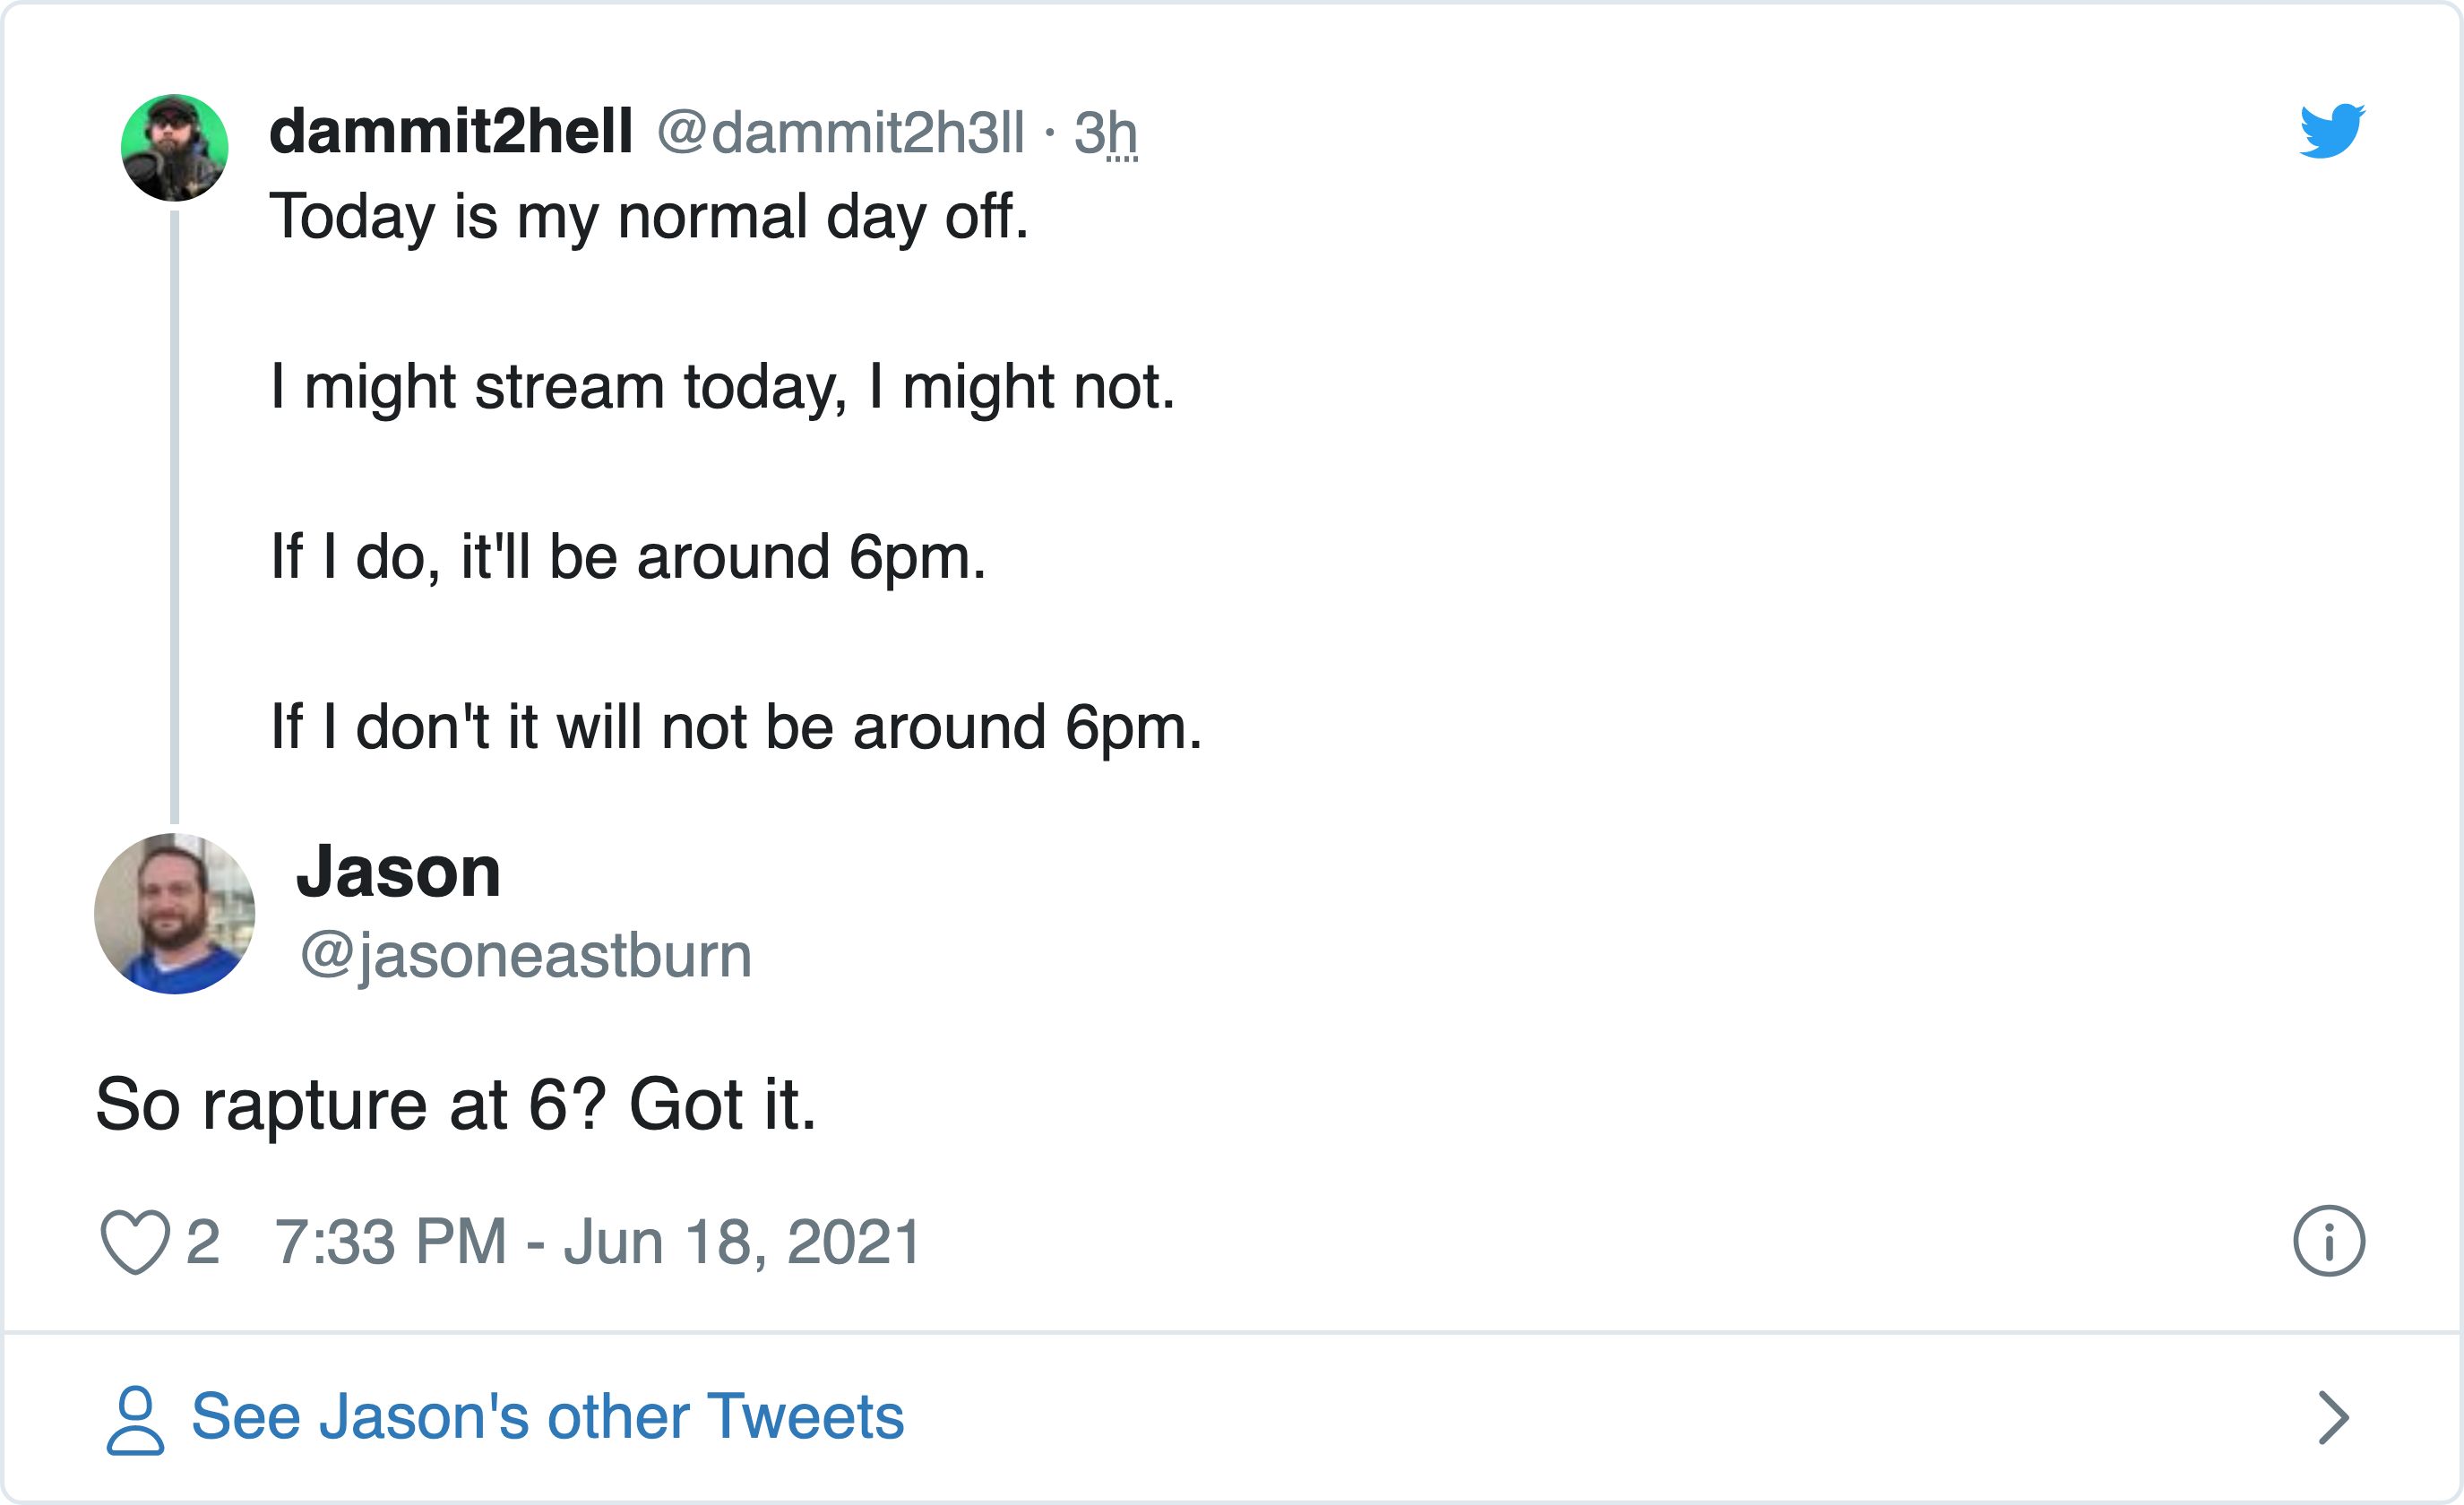 dammit2hell @dammit2h3ll · 3h
Today is my normal day off.
I might stream today, I might not.
If I do, it'll be around 6pm.
If I don't it will not be around 6pm.
Jason
@jasoneastburn
So rapture at 6? Got it.
2 7:33 PM - Jun 18, 2021
See Jason's other Tweets